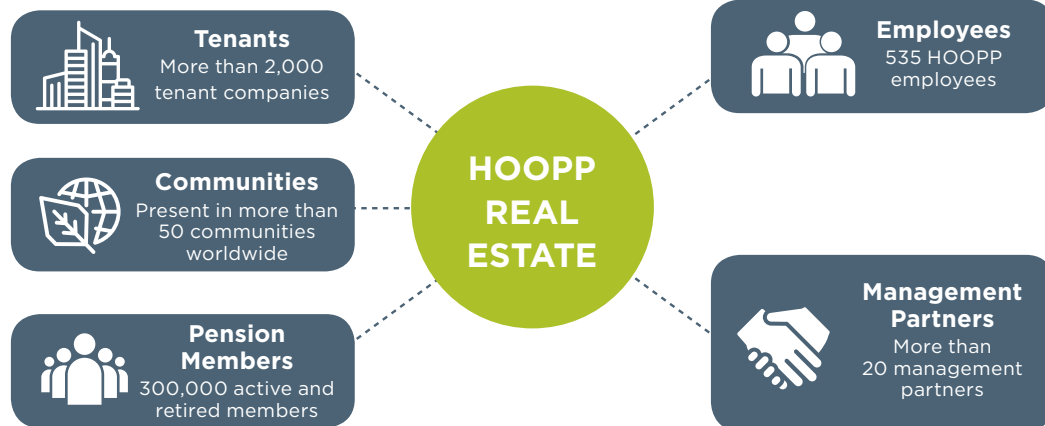 Tenants
More than 2,000
tenant companies
Communities
Present in more than
50 communities
worldwide
Pension
Members
300,000 active and
retired members
HOOPP
REAL
ESTATE
Employees
535 HOOPP
employees
Management
Partners
More than
20 management
partners